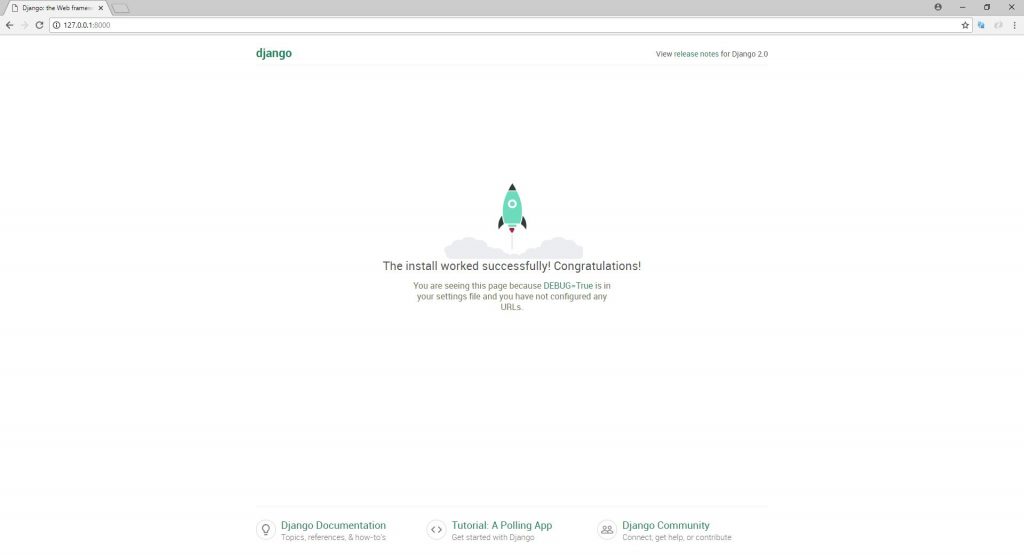 Django: the Web framew
127.0.0.1:8000
django
View release notes for Django 2.0
The install worked successfully! Congratulations!
You are seeing this page because DEBUG=True is in
your settings file and you have not configured any
URLs.
Django Documentation
Topics, references, & how-to's
Tutorial: A Polling App
Get started with Django
Django Community
Connect, get help, or contribute